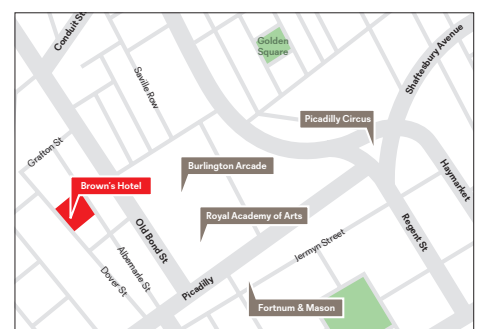 Conduit St
Golden
Square
Shaftesbury Avenue
Saville Row
Picadilly Circus
Grafton St
Burlington Arcade
Haymarket
Brown's Hotel
Royal Academy of Arts
Old Bond St
Regent St
Jermyn Street
Albemarle St
Dover St
Picadilly
Fortnum & Mason